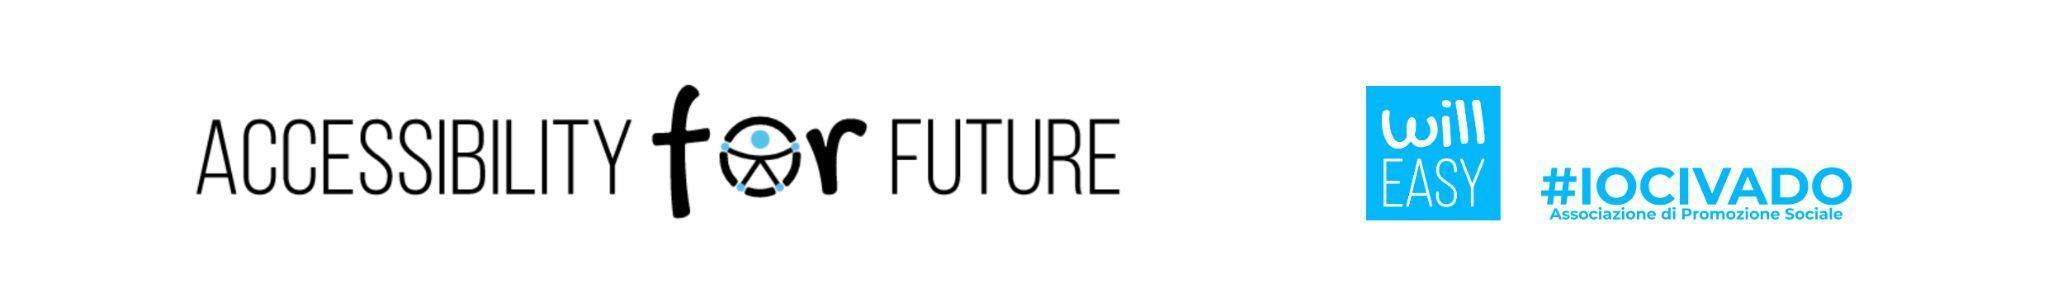 ACCESSIBILITY for FUTURE
will
EASY
#IOCIVADO
Associazione di Promozione Sociale